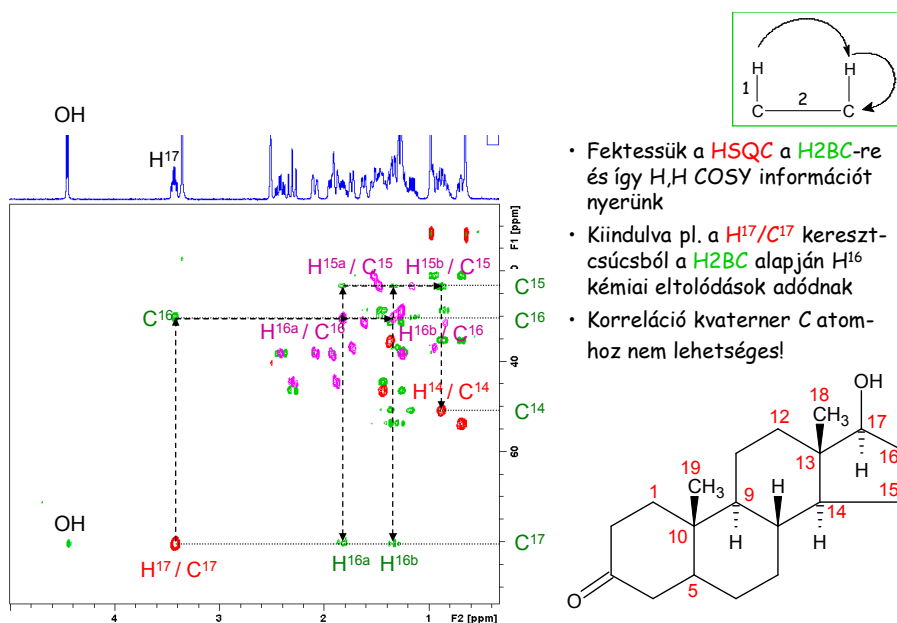 H H
1 2
C C
OH
H17
• Fektessük a HSQC a H2BC-re
és így H,H COSY információt
nyerünk
• Kiindulva pl. a H17/C17 kereszt-
csúcsból a H2BC alapján H16
kémiai eltolódások adódnak
• Korreláció kvaterner C atom-
hoz nem lehetséges!
F1 [ppm]
0
H15a / C15 H15b / C15
C15
C16 C16
H16a / C16 H16b / C16
40
H14 / C14
C14
60
OH
C17
H17 / C17 H16a H16b
4 3 2 1 F2 [ppm]
OH
18
CH3
12 17
13 16
19
CH3 H
1 9 H 15
14
10
H H
5
O